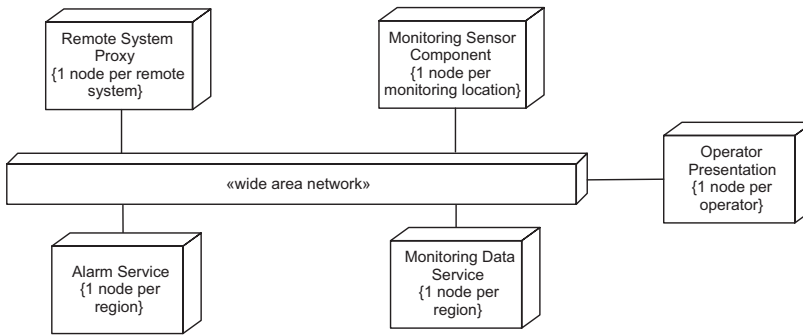 Remote System
Proxy
{1 node per remote
system}
Monitoring Sensor
Component
{1 node per
monitoring location}
«wide area network»
Operator
Presentation
{1 node per
operator}
Alarm Service
{1 node per
region}
Monitoring Data
Service
{1 node per
region}